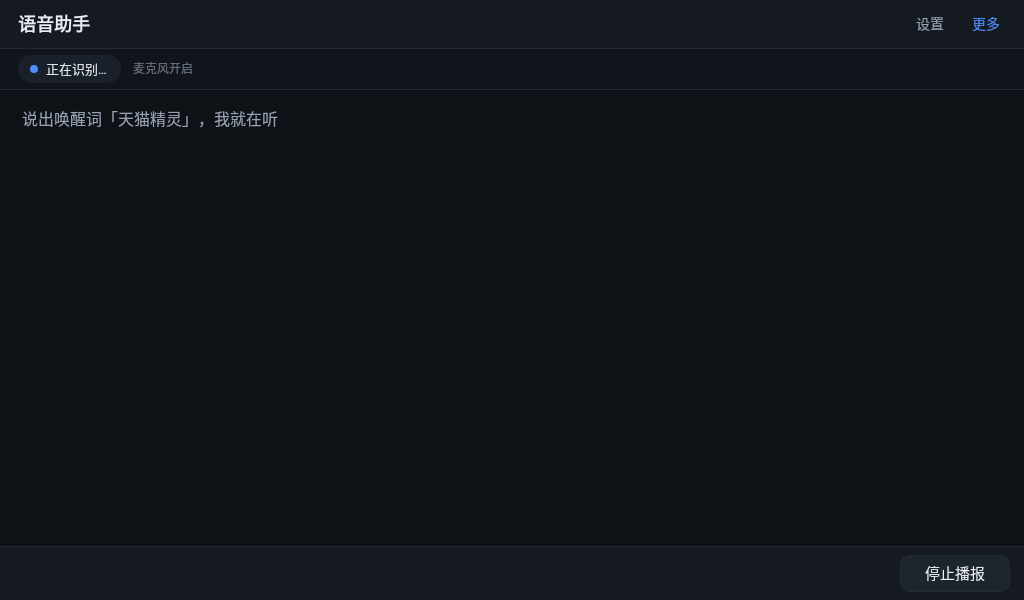 语音助手
设置
更多
正在识别...
麦克风开启
说出唤醒词「天猫精灵」，我就在听
停止播报